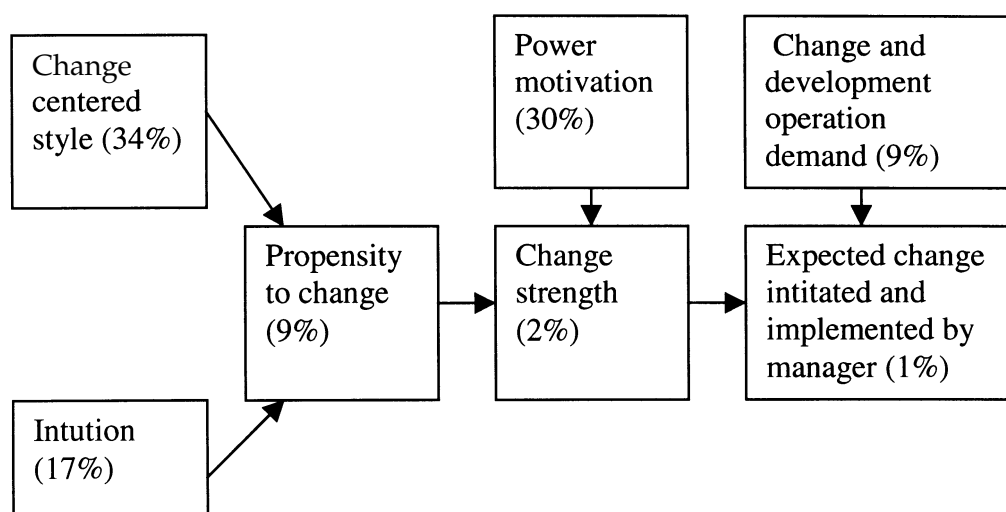 Change
centered
style (34%)
Power
motivation
(30%)
Change and
development
operation
demand (9%)
Propensity
to change
(9%)
Change
strength
(2%)
Expected change
intitated and
implemented by
manager (1%)
Intution
(17%)